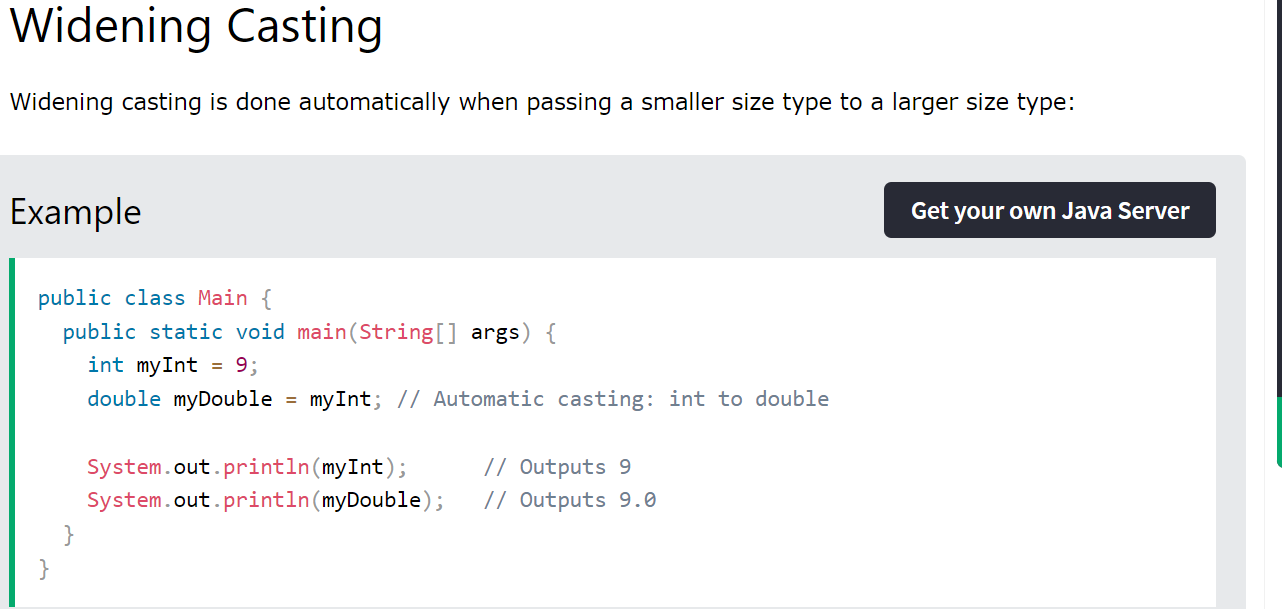 Widening Casting
Widening casting is done automatically when passing a smaller size type to a larger size type:
Example
Get your own Java Server
public class Main {
  public static void main(String[] args) {
    int myInt = 9;
    double myDouble = myInt; // Automatic casting: int to double

    System.out.println(myInt);      // Outputs 9
    System.out.println(myDouble);   // Outputs 9.0
  }
}